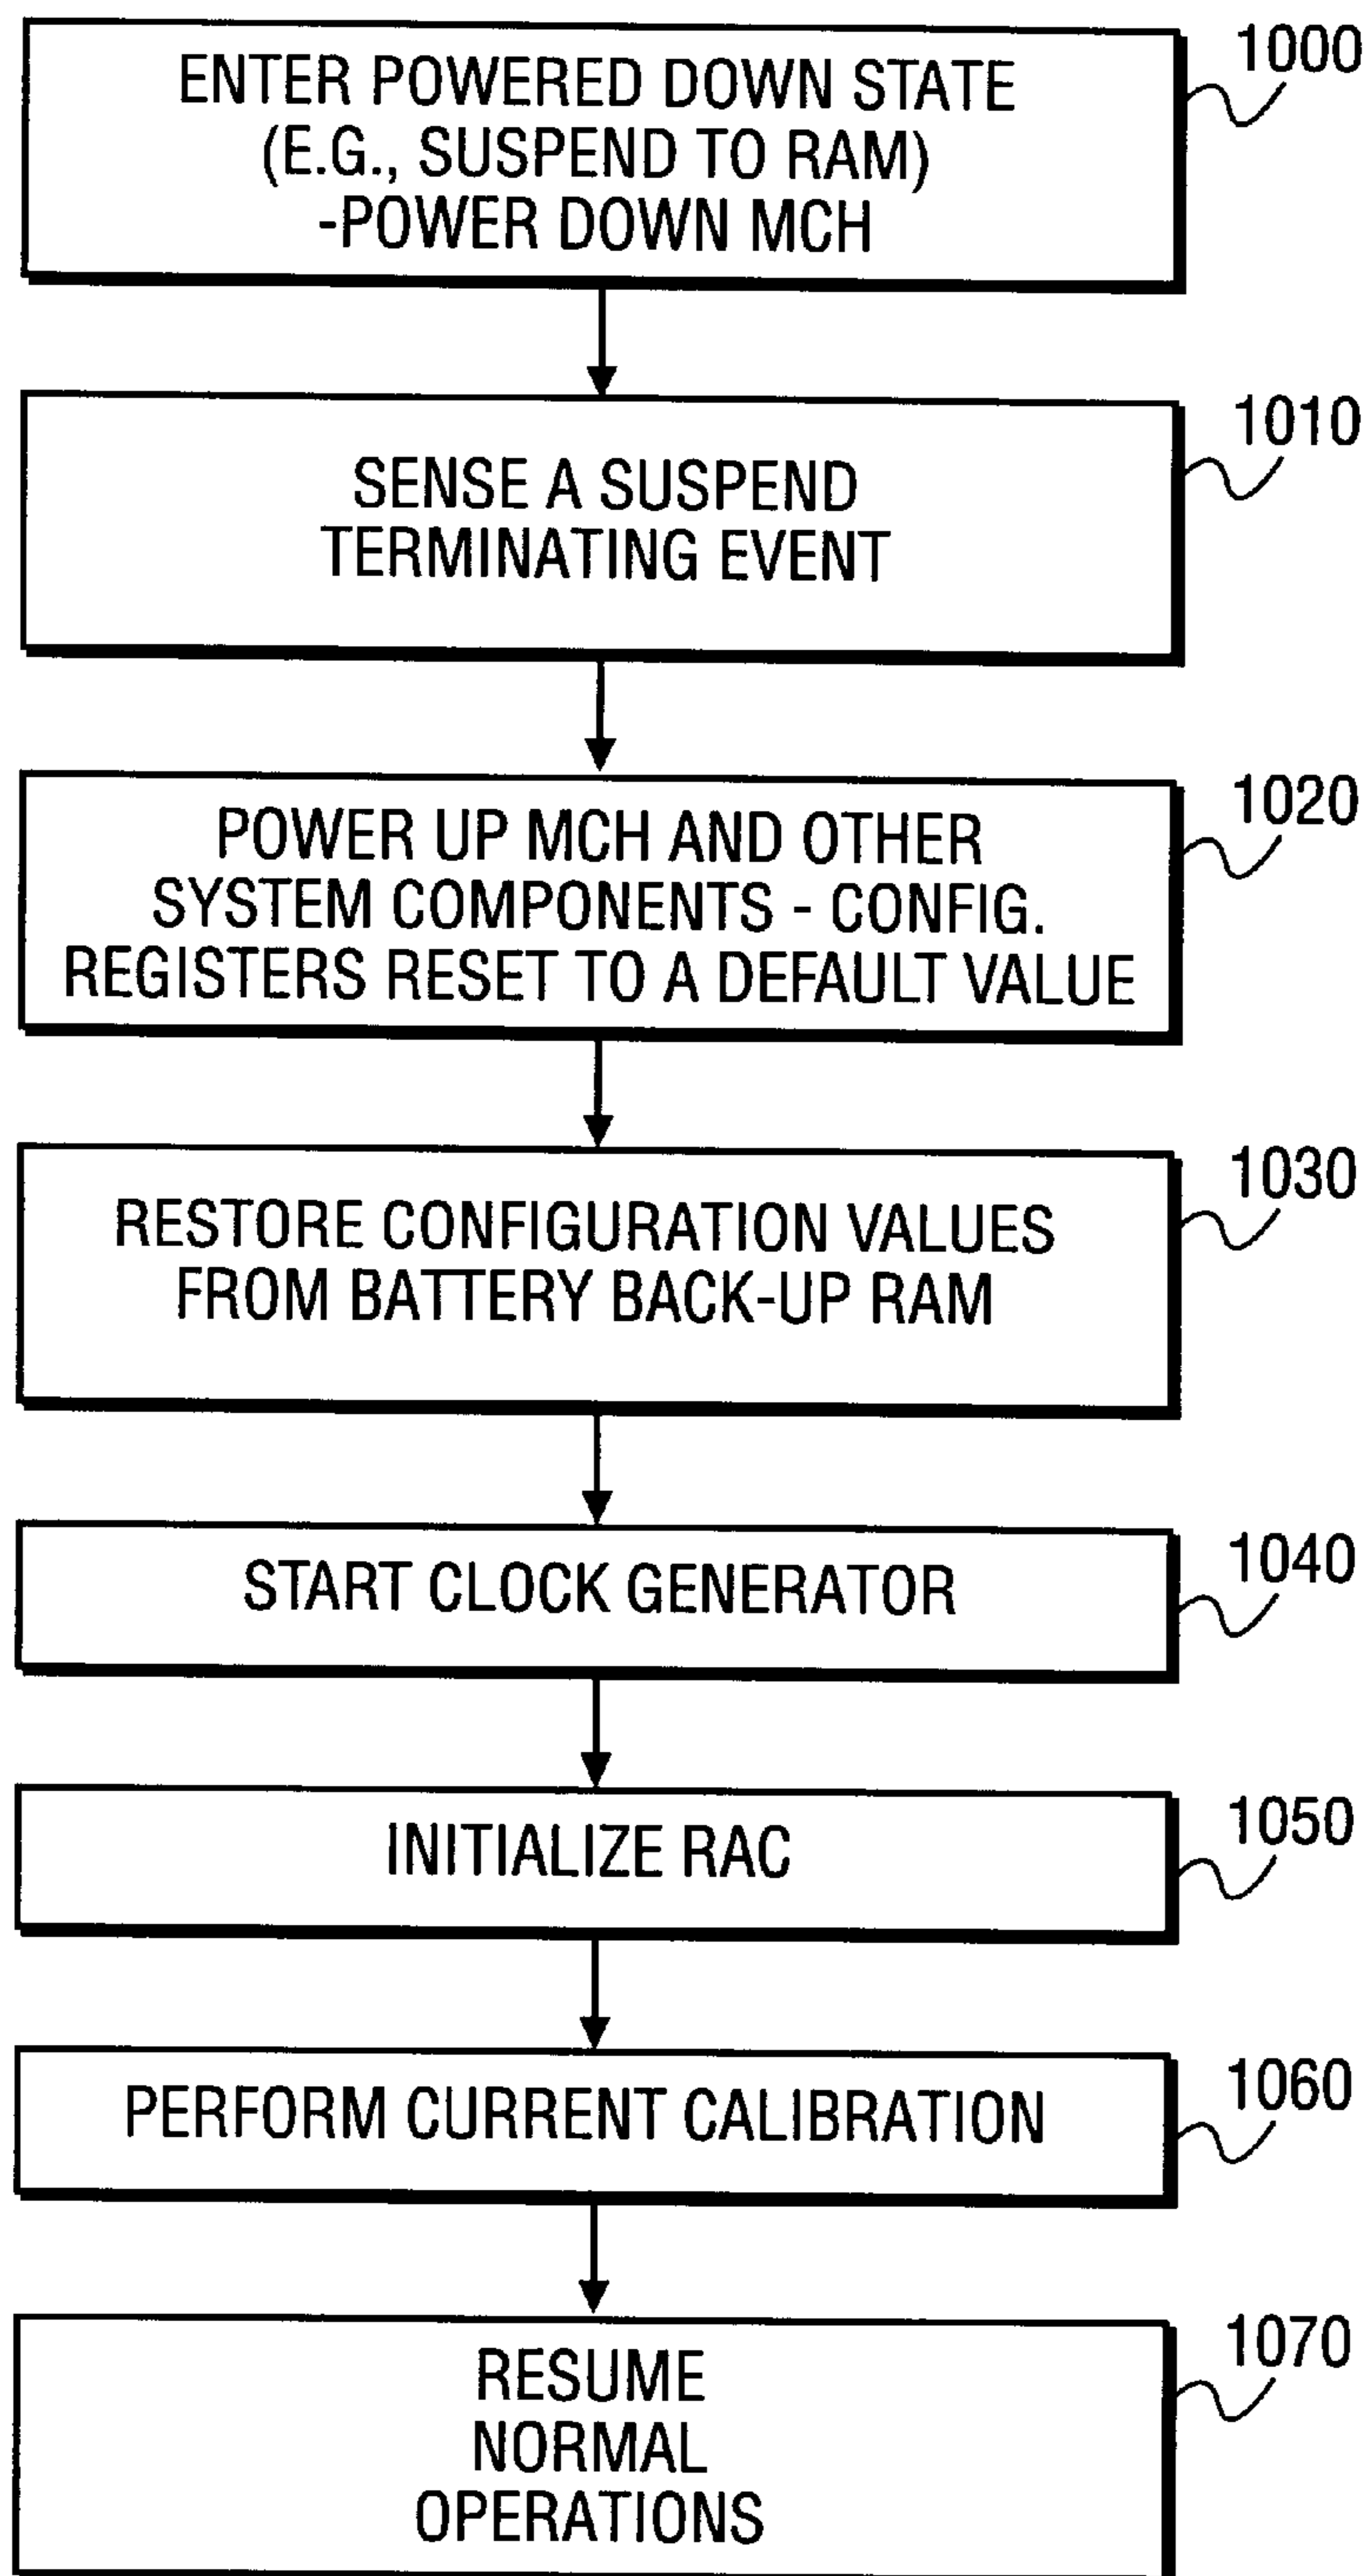 ENTER POWERED DOWN STATE
(E.G., SUSPEND TO RAM)
-POWER DOWN MCH
1000
SENSE A SUSPEND
TERMINATING EVENT
1010
POWER UP MCH AND OTHER
SYSTEM COMPONENTS - CONFIG.
REGISTERS RESET TO A DEFAULT VALUE
1020
RESTORE CONFIGURATION VALUES
FROM BATTERY BACK-UP RAM
1030
START CLOCK GENERATOR
1040
INITIALIZE RAC
1050
PERFORM CURRENT CALIBRATION
1060
RESUME
NORMAL
OPERATIONS
1070